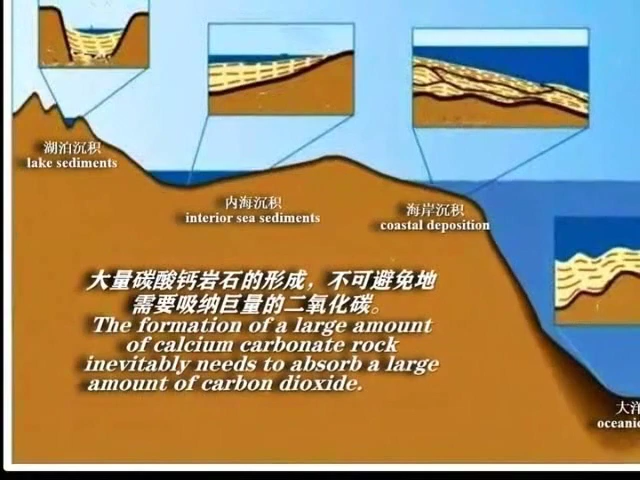 湖泊沉积
lake sediments
内海沉积
interior sea sediments
海岸沉积
coastal deposition
大量碳酸钙岩石的形成，不可避免地
需要吸纳巨量的二氧化碳。
The formation of a large amount
of calcium carbonate rock
inevitably needs to absorb a large
amount of carbon dioxide.
大洋
oceanic